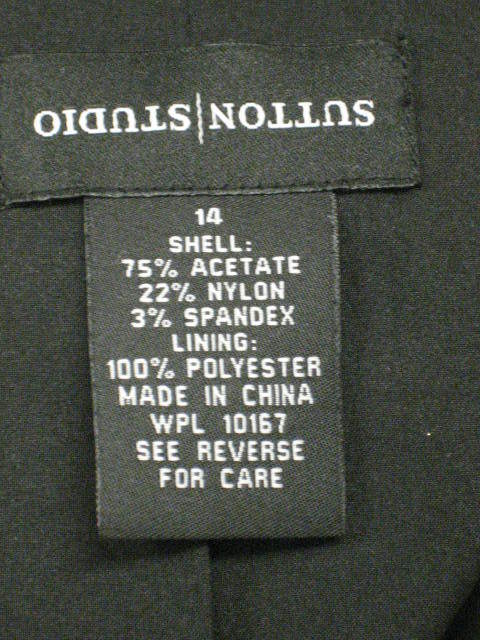 SUTTON|STUDIO
14
SHELL:
75% ACETATE
22% NYLON
3% SPANDEX
LINING:
100% POLYESTER
MADE IN CHINA
WPL 10167
SEE REVERSE
FOR CARE